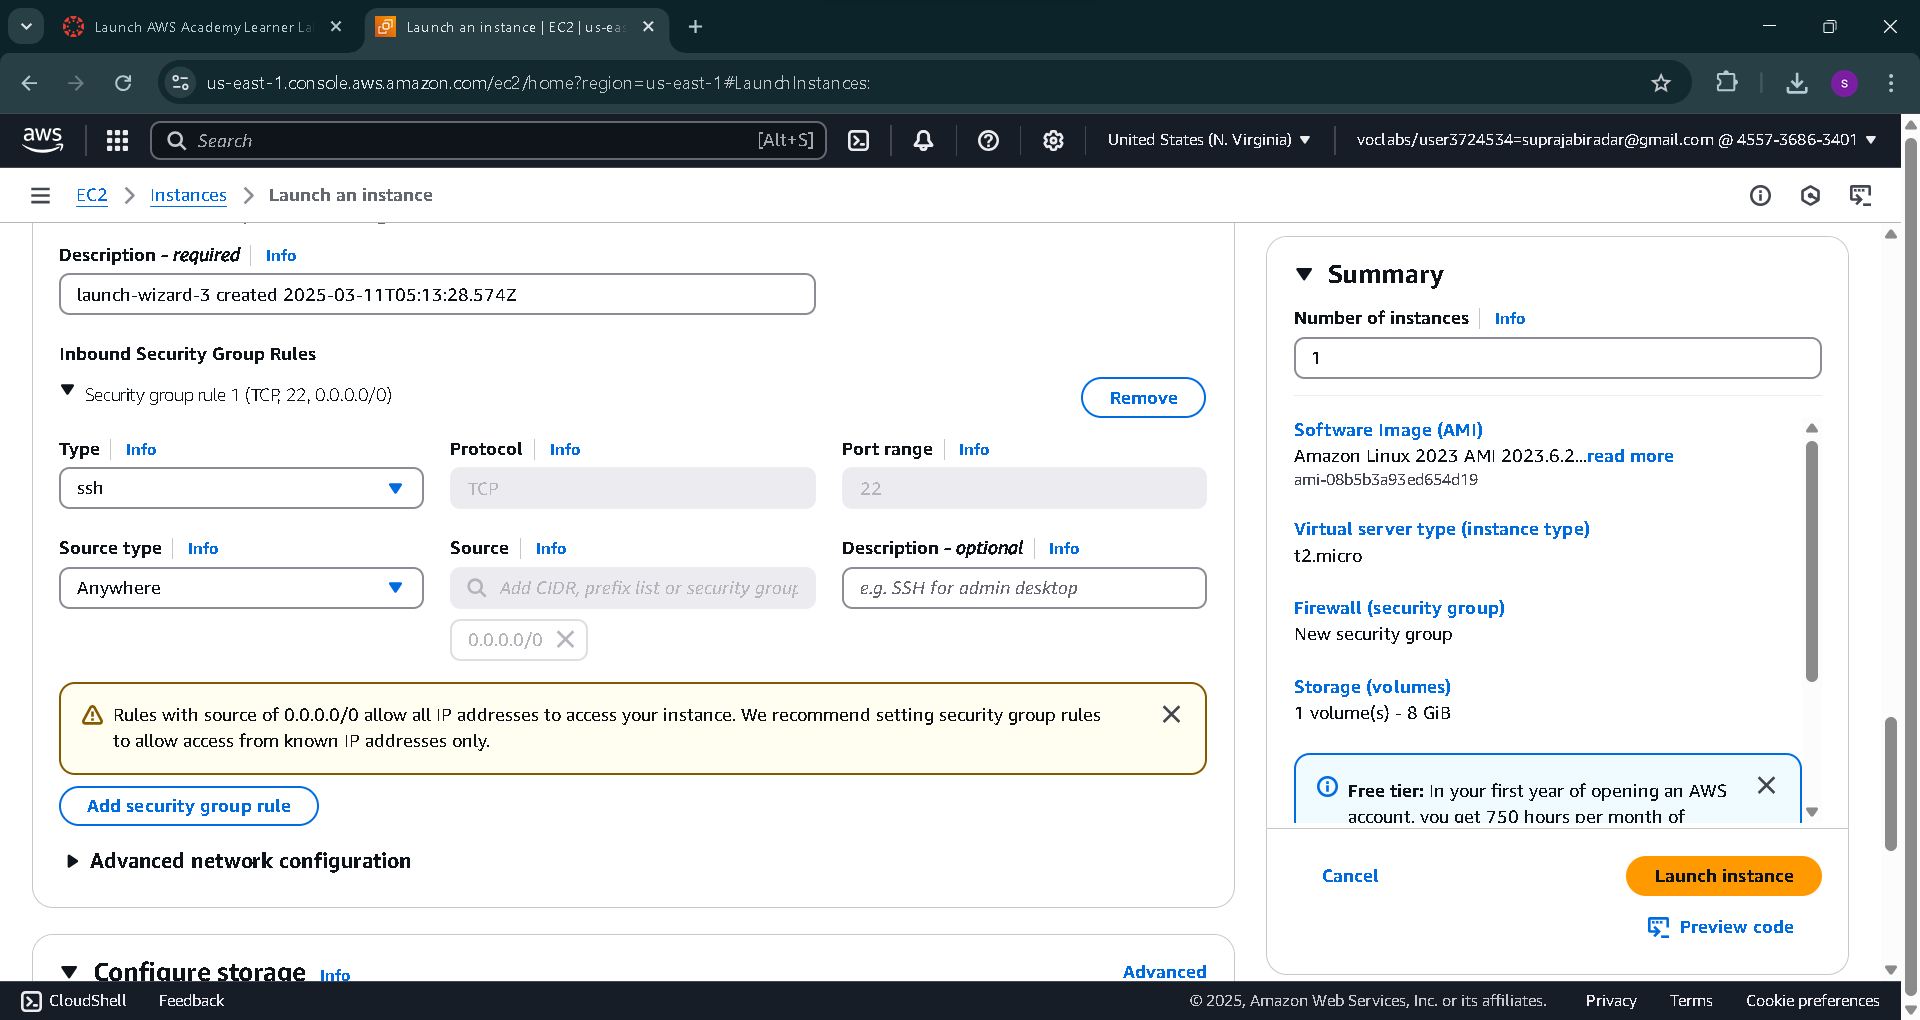 Launch AWS Academy Learner La
Launch an instance | EC2 | us-eas
us-east-1.console.aws.amazon.com/ec2/home?region=us-east-1#LaunchInstances:
S
aws
Search
[Alt+S]
United States (N. Virginia)
voclabs/user3724534=suprajabiradar@gmail.com @ 4557-3686-3401
EC2 > Instances > Launch an instance
Description - required Info
launch-wizard-3 created 2025-03-11T05:13:28.574Z
Inbound Security Group Rules
Security group rule 1 (TCP, 22, 0.0.0.0/0)
Remove
Type Info
Protocol Info
Port range Info
ssh
TCP
22
Source type Info
Source Info
Description - optional Info
Anywhere
Add CIDR, prefix list or security group
e.g. SSH for admin desktop
0.0.0.0/0
Rules with source of 0.0.0.0/0 allow all IP addresses to access your instance. We recommend setting security group rules
to allow access from known IP addresses only.
Add security group rule
Advanced network configuration
Configure storage Info
Advanced
Summary
Number of instances Info
1
Software Image (AMI)
Amazon Linux 2023 AMI 2023.6.2...read more
ami-08b5b3a93ed654d19
Virtual server type (instance type)
t2.micro
Firewall (security group)
New security group
Storage (volumes)
1 volume(s) - 8 GiB
Free tier: In your first year of opening an AWS
account, you get 750 hours per month of
Cancel
Launch instance
Preview code
CloudShell
Feedback
© 2025, Amazon Web Services, Inc. or its affiliates.
Privacy
Terms
Cookie preferences